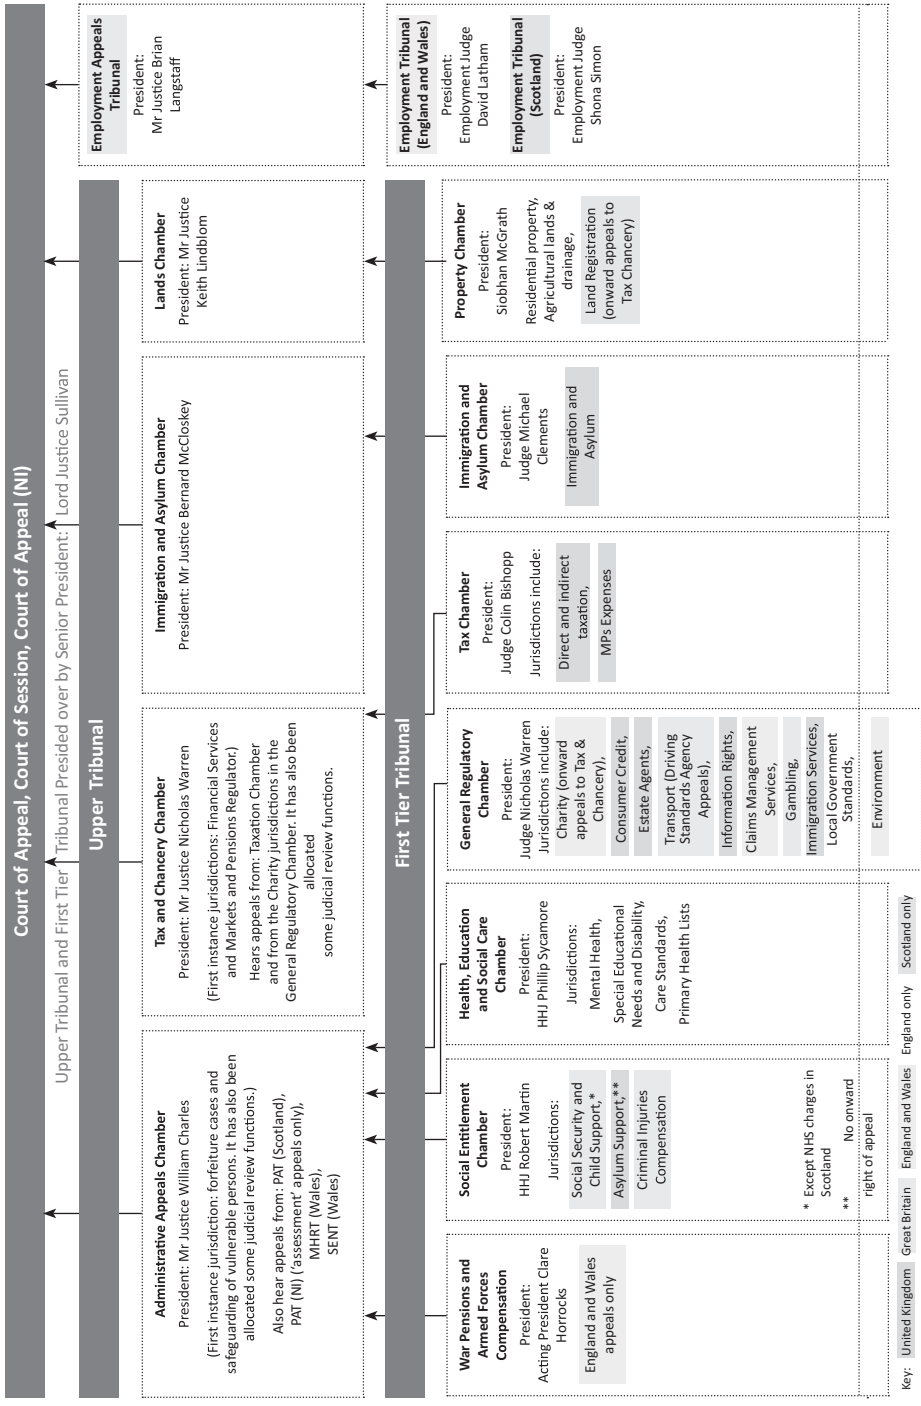 Court of Appeal, Court of Session, Court of Appeal (NI)
Upper Tribunal and First Tier Tribunal Presided over by Senior President: Lord Justice Sullivan
Upper Tribunal
Administrative Appeals Chamber
President: Mr Justice William Charles
(First instance jurisdiction: forfeiture cases and
safeguarding of vulnerable persons. It has also been
allocated some judicial review functions.)
Also hear appeals from: PAT (Scotland),
PAT (NI) (‘assessment’ appeals only),
MHRT (Wales),
SENT (Wales)
Tax and Chancery Chamber
President: Mr Justice Nicholas Warren
(First instance jurisdictions: Financial Services
and Markets and Pensions Regulator.)
Hears appeals from: Taxation Chamber
and from the Charity jurisdictions in the
General Regulatory Chamber. It has also been
allocated
some judicial review functions.
Immigration and Asylum Chamber
President: Mr Justice Bernard McCloskey
Lands Chamber
President: Mr Justice
Keith Lindblom
Employment Appeals
Tribunal
President:
Mr Justice Brian
Langstaff
First Tier Tribunal
War Pensions and
Armed Forces
Compensation
President:
Acting President Clare
Horrocks
England and Wales
appeals only
Social Entitlement
Chamber
President:
HHJ Robert Martin
Jurisdictions:
Social Security and
Child Support,*
Asylum Support,**
Criminal Injuries
Compensation
* Except NHS charges in
Scotland
** No onward
right of appeal
Health, Education
and Social Care
Chamber
President:
HHJ Phillip Sycamore
Jurisdictions:
Mental Health,
Special Educational
Needs and Disability,
Care Standards,
Primary Health Lists
General Regulatory
Chamber
President:
Judge Nicholas Warren
Jurisdictions include:
Charity (onward
appeals to Tax &
Chancery),
Consumer Credit,
Estate Agents,
Transport (Driving
Standards Agency
Appeals),
Information Rights,
Claims Management
Services,
Gambling,
Immigration Services,
Local Government
Standards,
Environment
Tax Chamber
President:
Judge Colin Bishopp
Jurisdictions include:
Direct and indirect
taxation,
MPs Expenses
Immigration and
Asylum Chamber
President:
Judge Michael
Clements
Immigration and
Asylum
Property Chamber
President:
Siobhan McGrath
Residential property,
Agricultural lands &
drainage,
Land Registration
(onward appeals to
Tax Chancery)
Employment Tribunal
(England and Wales)
President:
Employment Judge
David Latham
Employment Tribunal
(Scotland)
President:
Employment Judge
Shona Simon
Key: United Kingdom Great Britain England and Wales England only Scotland only